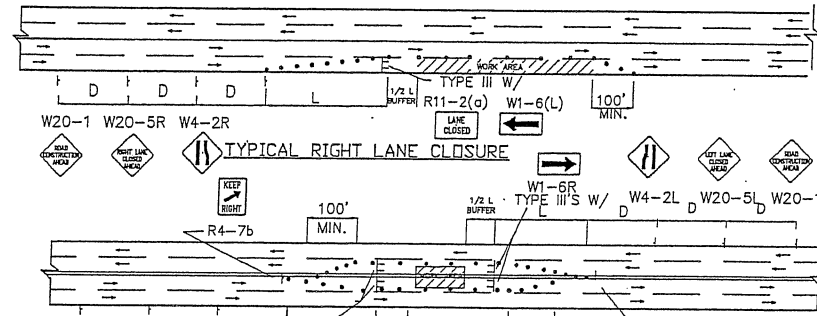 WORK AREA
TYPE III W/
D D D L 1/2 L BUFFER 100' MIN.
R11-2(a) W1-6(L)
LANE CLOSED
W20-1 W20-5R W4-2R
ROAD CONSTRUCTION AHEAD
RIGHT LANE CLOSED AHEAD
TYPICAL RIGHT LANE CLOSURE
LEFT LANE CLOSED AHEAD
ROAD CONSTRUCTION AHEAD
KEEP RIGHT
W1-6R
TYPE III'S W/
W4-2L W20-5L W20-1
100' MIN.
1/2 L BUFFER L D D D
R4-7b